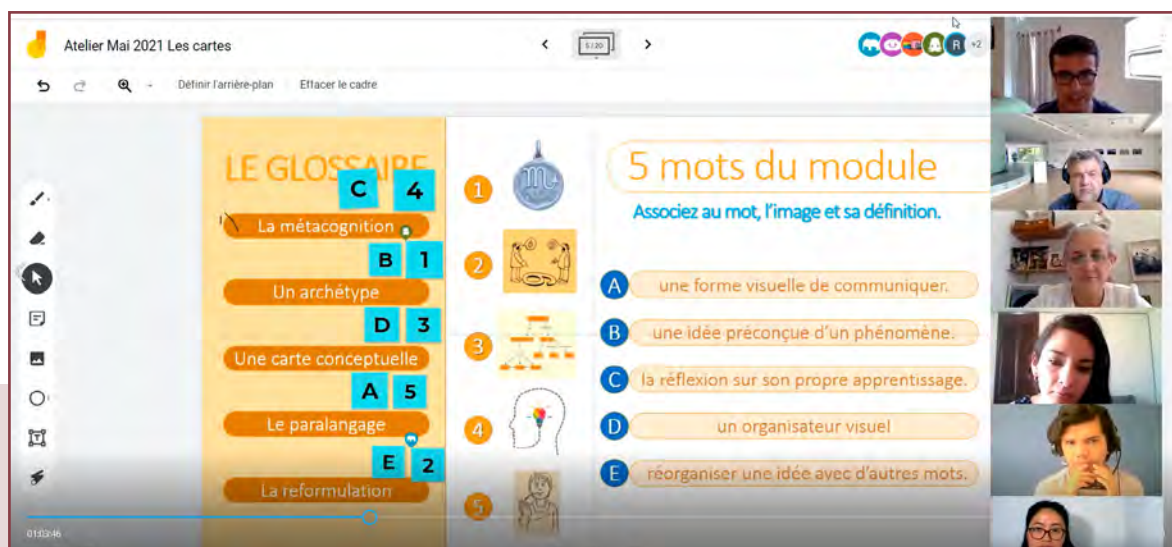 Atelier Mai 2021 Les cartes
5 / 20
R
+2
Définir l'arrière-plan
Effacer le cadre
LE GLOSSAIRE
C 4
La métacognition
B 1
Un archétype
D 3
Une carte conceptuelle
A 5
Le paralangage
E 2
La reformulation
1
2
3
4
5
5 mots du module
Associez au mot, l'image et sa définition.
A une forme visuelle de communiquer.
B une idée préconçue d'un phénomène.
C la réflexion sur son propre apprentissage.
D un organisateur visuel
E réorganiser une idée avec d'autres mots.
01:03:46